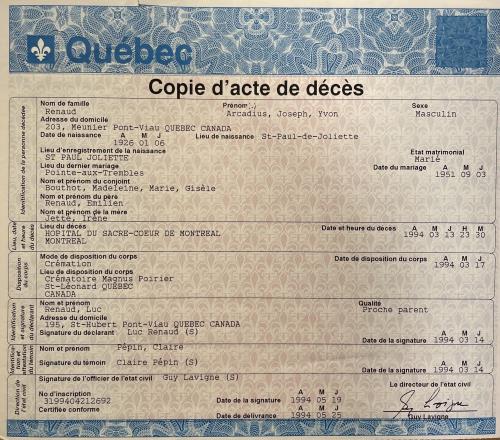 Québec
Copie d'acte de décès
Identification de la personne décédée
Nom de famille Prénom(s) Sexe
Renaud Arcadius, Joseph, Yvon Masculin
Adresse du domicile
203, Meunier Pont-Viau QUEBEC CANADA
Date de naissance A M J Lieu de naissance St-Paul-de-Joliette
1926 01 06
Lieu d'enregistrement de la naissance Etat matrimonial
ST PAUL JOLIETTE Marié
Lieu du dernier mariage Date du mariage A M J
Pointe-aux-Trembles 1951 09 03
Nom et prénom du conjoint
Bouthot, Madeleine, Marie, Gisèle
Nom et prénom du père
Renaud, Emilien
Nom et prénom de la mère
Jetté, Irène
Lieu, date et heure du décès
Lieu du décès Date et heure du décès A M J H M
HOPITAL DU SACRE-COEUR DE MONTREAL 1994 03 13 23 30
MONTREAL
Disposition du corps
Mode de disposition du corps Date de disposition du corps A M J
Crémation 1994 03 17
Lieu de disposition du corps
Crématoire Magnus Poirier
St-Léonard QUÉBEC
CANADA
Identification et signature du déclarant
Nom et prénom Qualité
Renaud, Luc Proche parent
Adresse du domicile
195, St-Hubert Pont-Viau QUEBEC CANADA
Signature du déclarant Luc Renaud (S) Date de la signature A M J
1994 03 14
Nom et prénom Pépin, Claire
Signature du témoin Claire Pépin (S) Date de la signature A M J
1994 03 14
Direction de l'état civil
Signature de l'officier de l'etat civil Guy Lavigne (S) Le directeur de l'etat civil
No d'inscription A M J
3199404212692 Date de la signature 1994 05 19
Certifiée conforme A M J
Date de délivrance 1994 05 25
Guy Lavigne